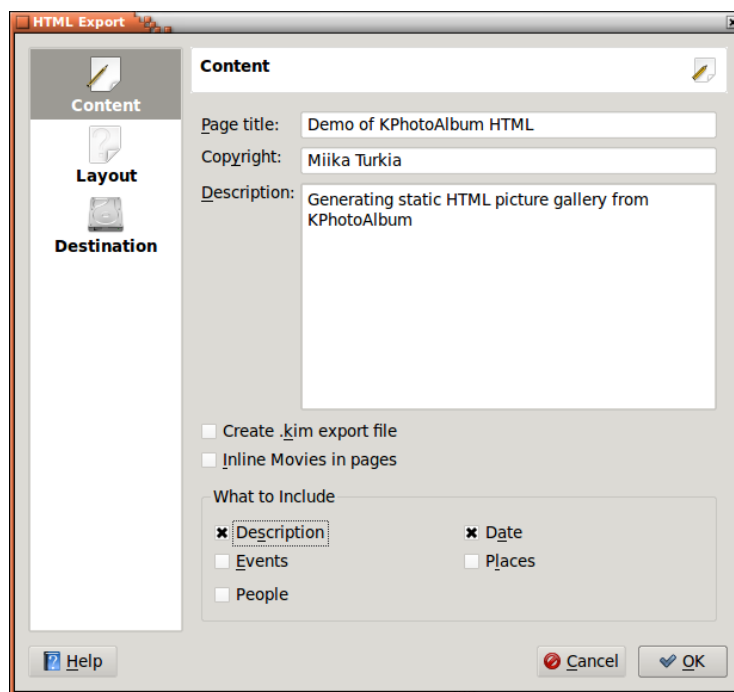 HTML Export
Content
Layout
Destination
Content
Page title: Demo of KPhotoAlbum HTML
Copyright: Miika Turkia
Description: Generating static HTML picture gallery from
KPhotoAlbum
Create .kim export file
Inline Movies in pages
What to Include
Description Date
Events Places
People
Help Cancel OK